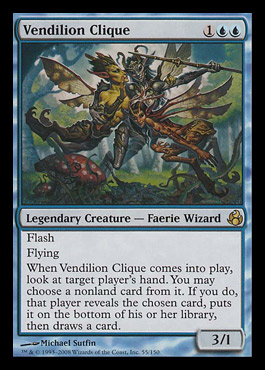 Vendilion Clique 1
Legendary Creature — Faerie Wizard
Flash
Flying
When Vendilion Clique comes into play,
look at target player's hand. You may
choose a nonland card from it. If you do,
that player reveals the chosen card, puts
it on the bottom of his or her library,
then draws a card.
3/1
Michael Sutfin
™ & © 1993-2008 Wizards of the Coast, Inc. 55/150